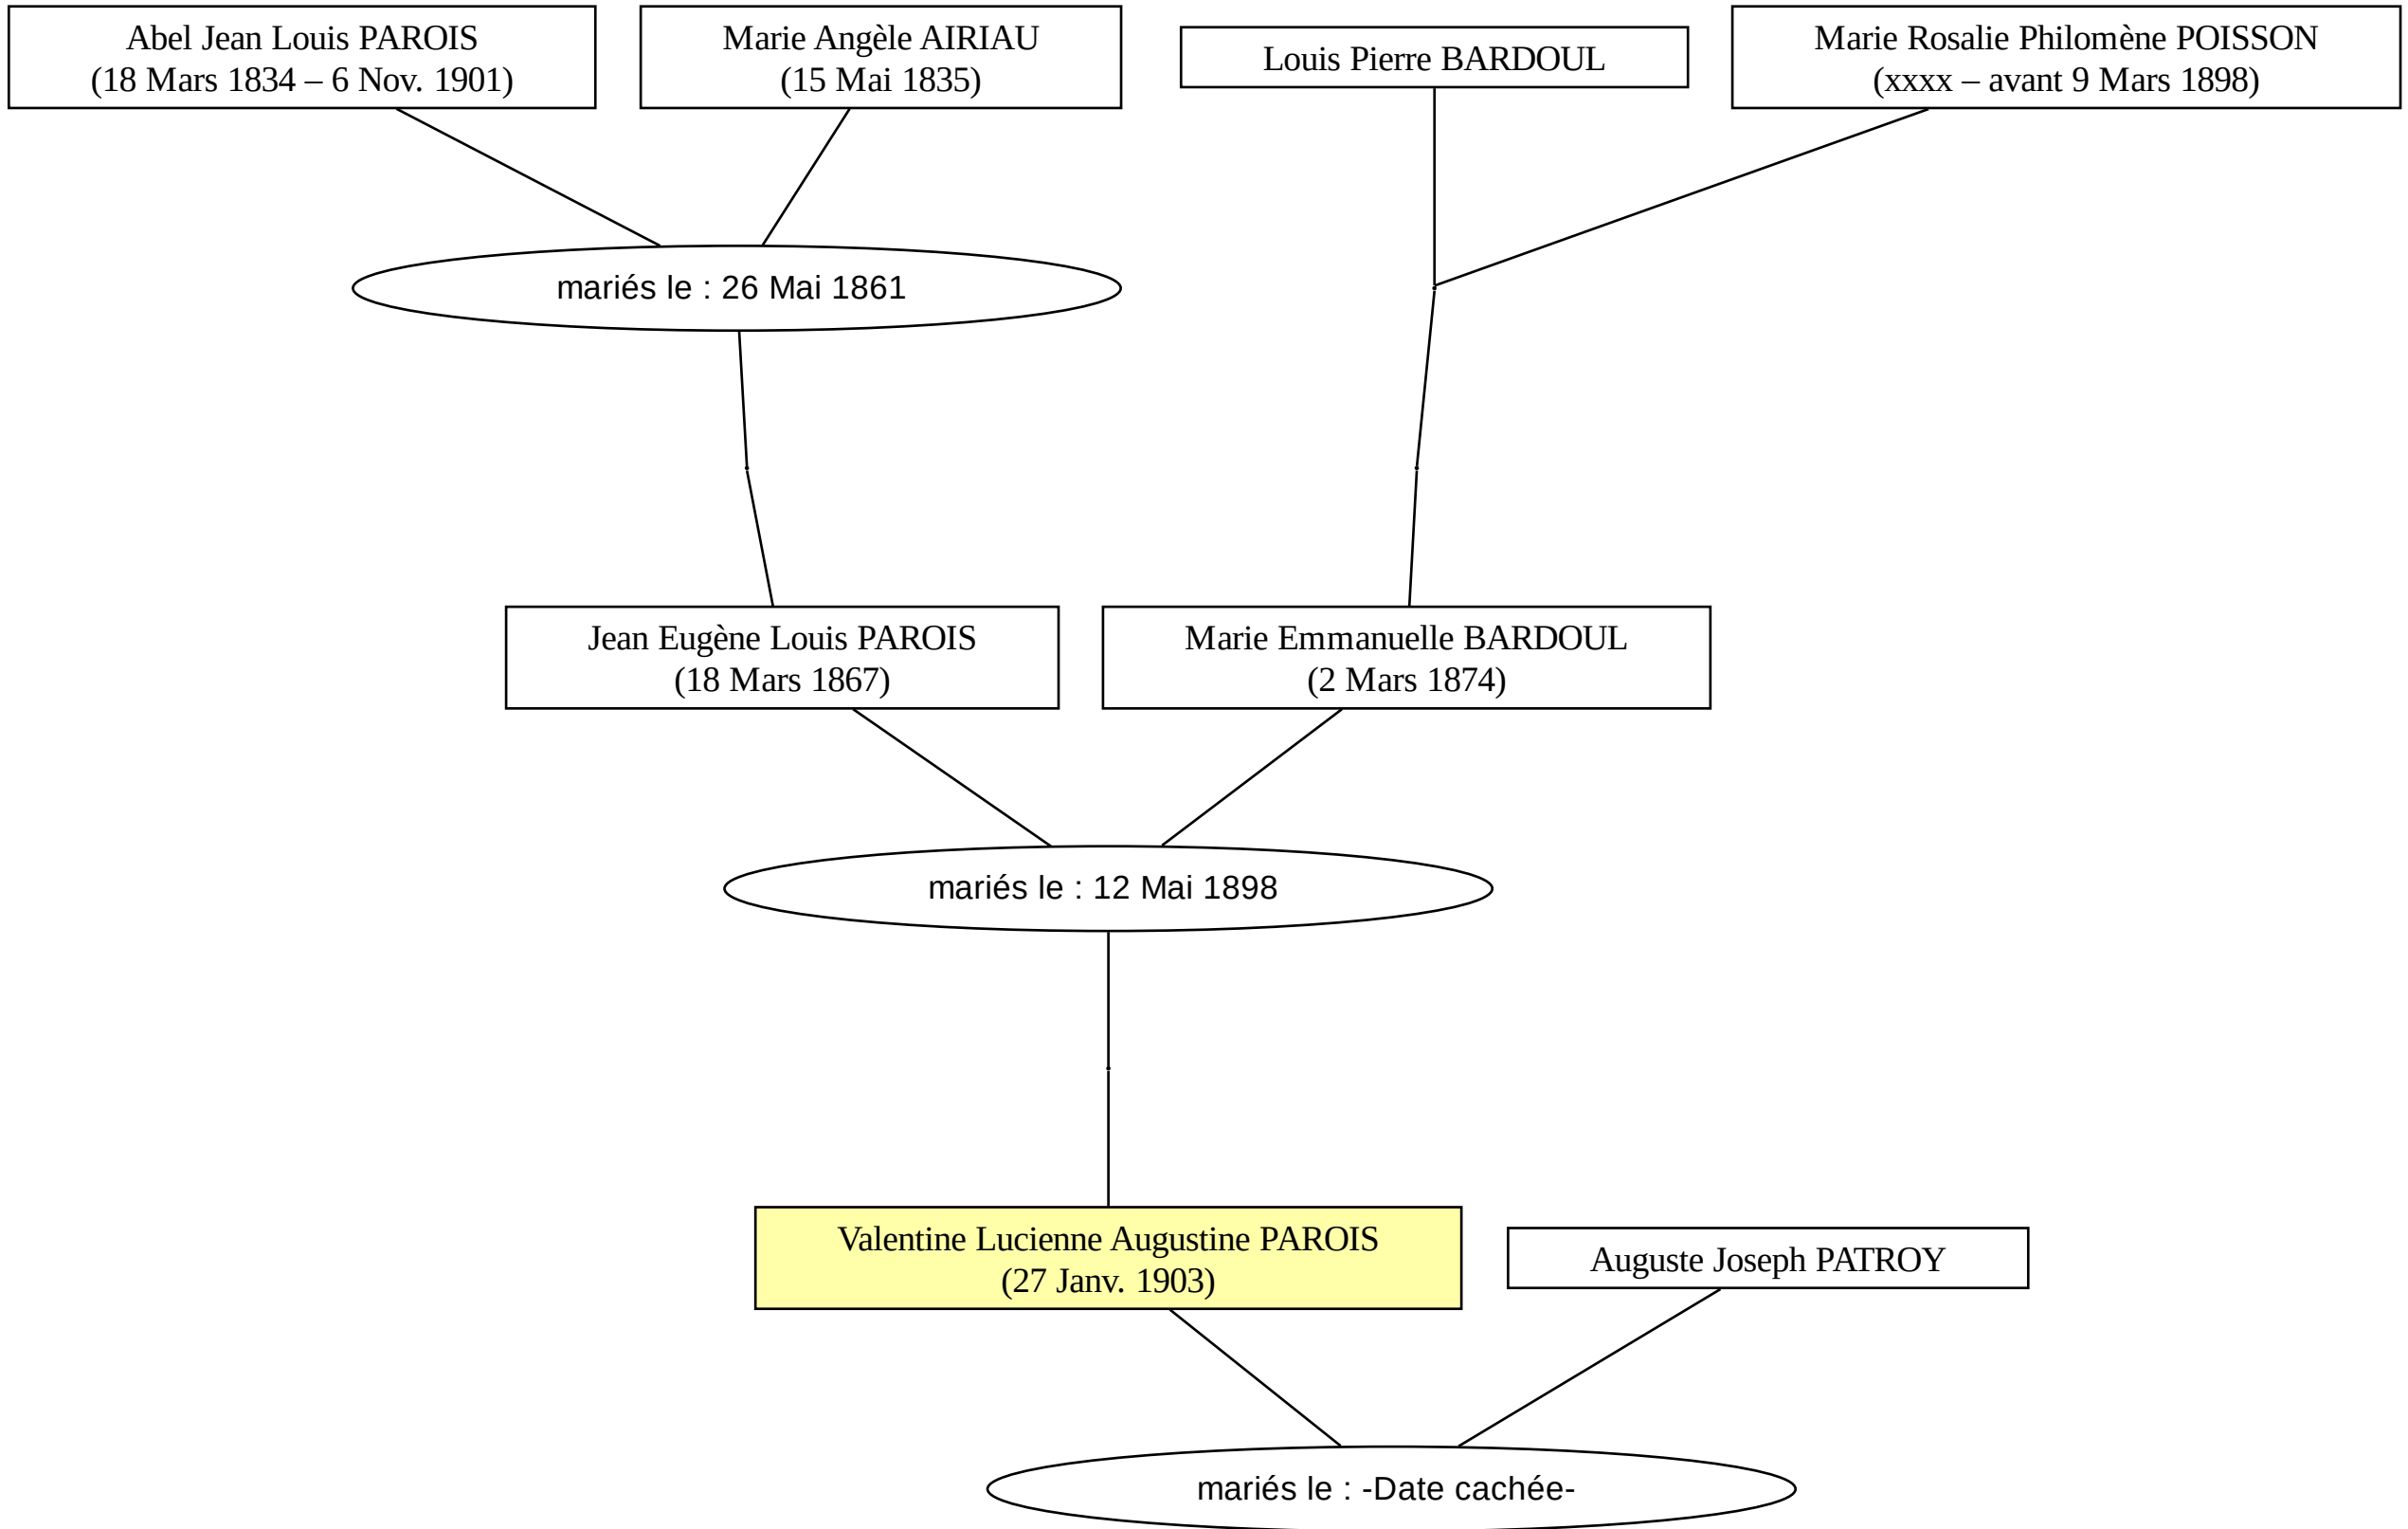 Abel Jean Louis PAROIS
(18 Mars 1834 – 6 Nov. 1901)
Marie Angèle AIRIAU
(15 Mai 1835)
Louis Pierre BARDOUL
Marie Rosalie Philomène POISSON
(xxxx – avant 9 Mars 1898)
mariés le : 26 Mai 1861
Jean Eugène Louis PAROIS
(18 Mars 1867)
Marie Emmanuelle BARDOUL
(2 Mars 1874)
mariés le : 12 Mai 1898
Valentine Lucienne Augustine PAROIS
(27 Janv. 1903)
Auguste Joseph PATROY
mariés le : -Date cachée-